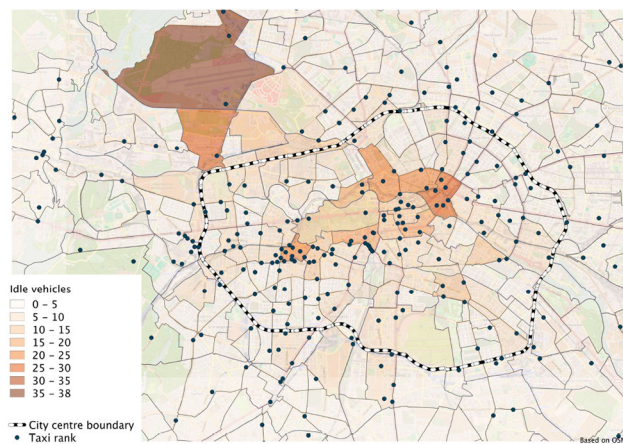 Idle vehicles
0 – 5
5 – 10
10 – 15
15 – 20
20 – 25
25 – 30
30 – 35
35 – 38
City centre boundary
Taxi rank
Based on